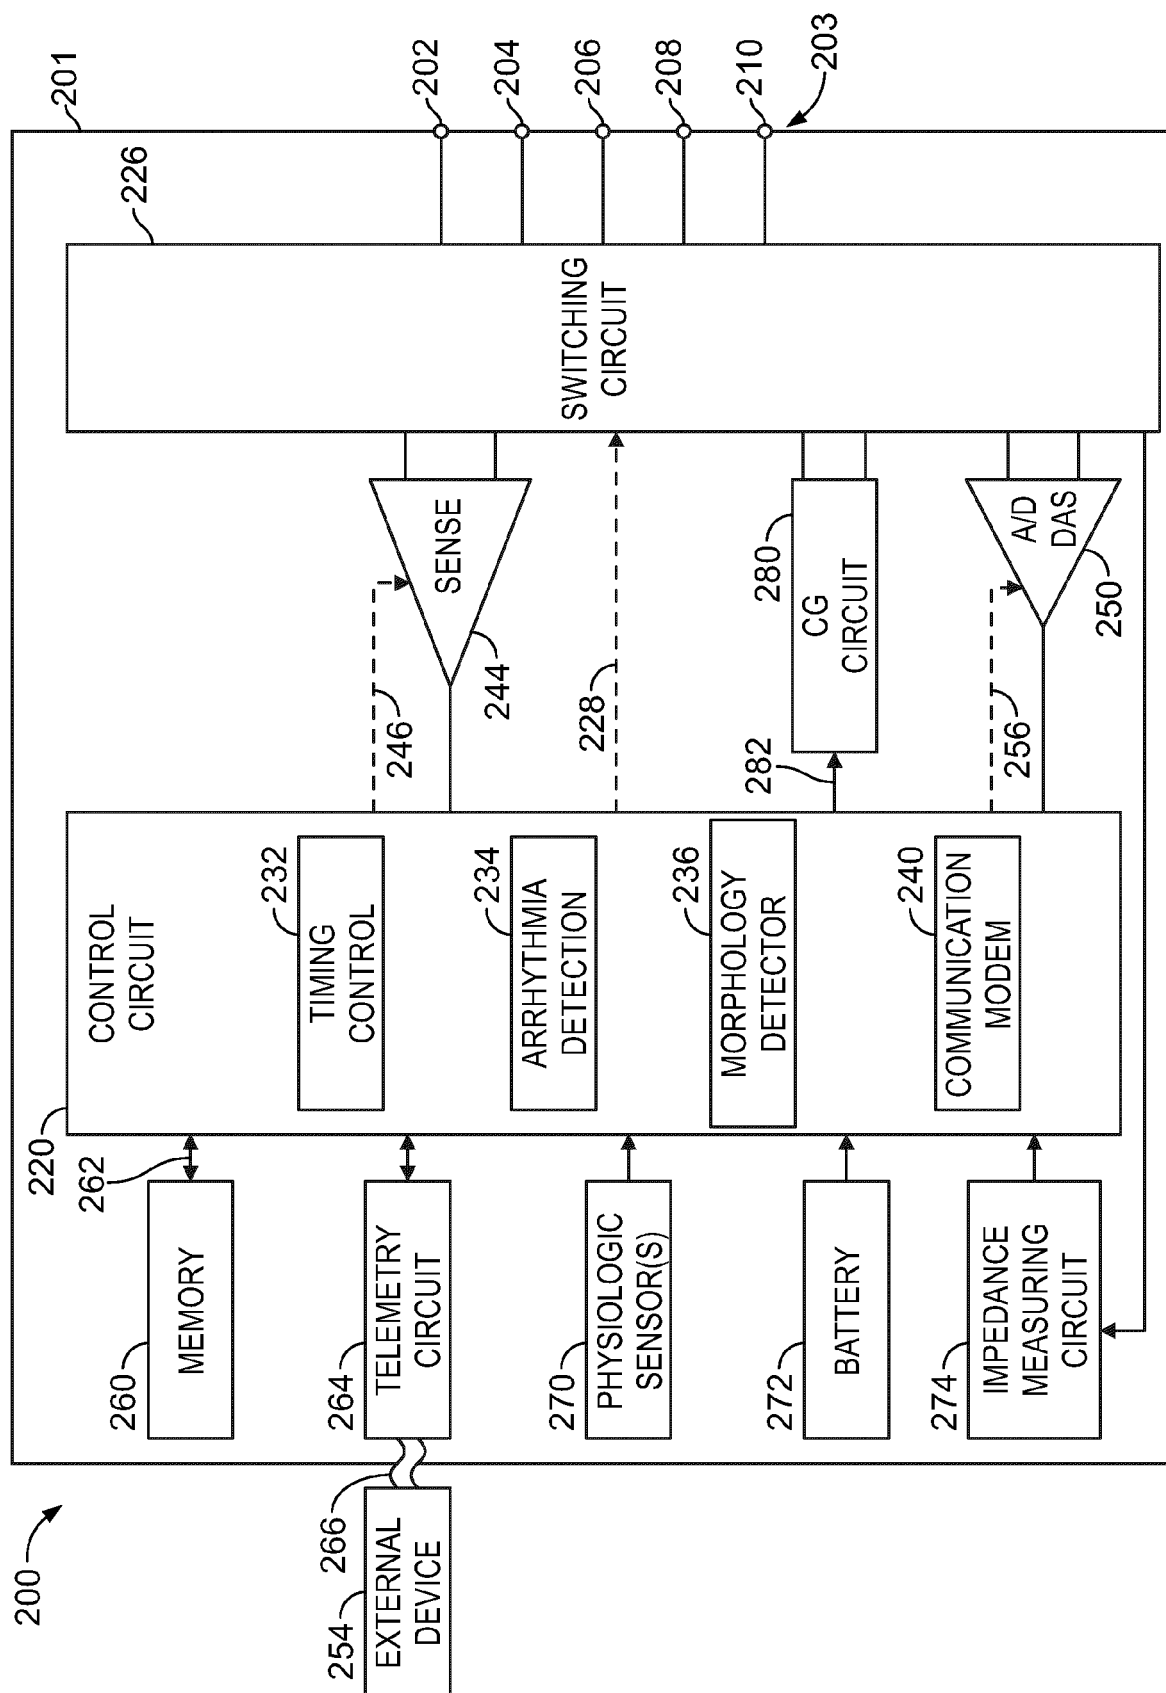 200
201
220
CONTROL
CIRCUIT
226
SWITCHING
CIRCUIT
260
MEMORY
262
232
TIMING
CONTROL
246
SENSE
244
202
204
206
208
210
203
254
EXTERNAL
DEVICE
266
264
TELEMETRY
CIRCUIT
234
ARRHYTHMIA
DETECTION
228
270
PHYSIOLOGIC
SENSOR(S)
236
MORPHOLOGY
DETECTOR
282
280
CG
CIRCUIT
272
BATTERY
240
COMMUNICATION
MODEM
256
A/D
DAS
250
274
IMPEDANCE
MEASURING
CIRCUIT